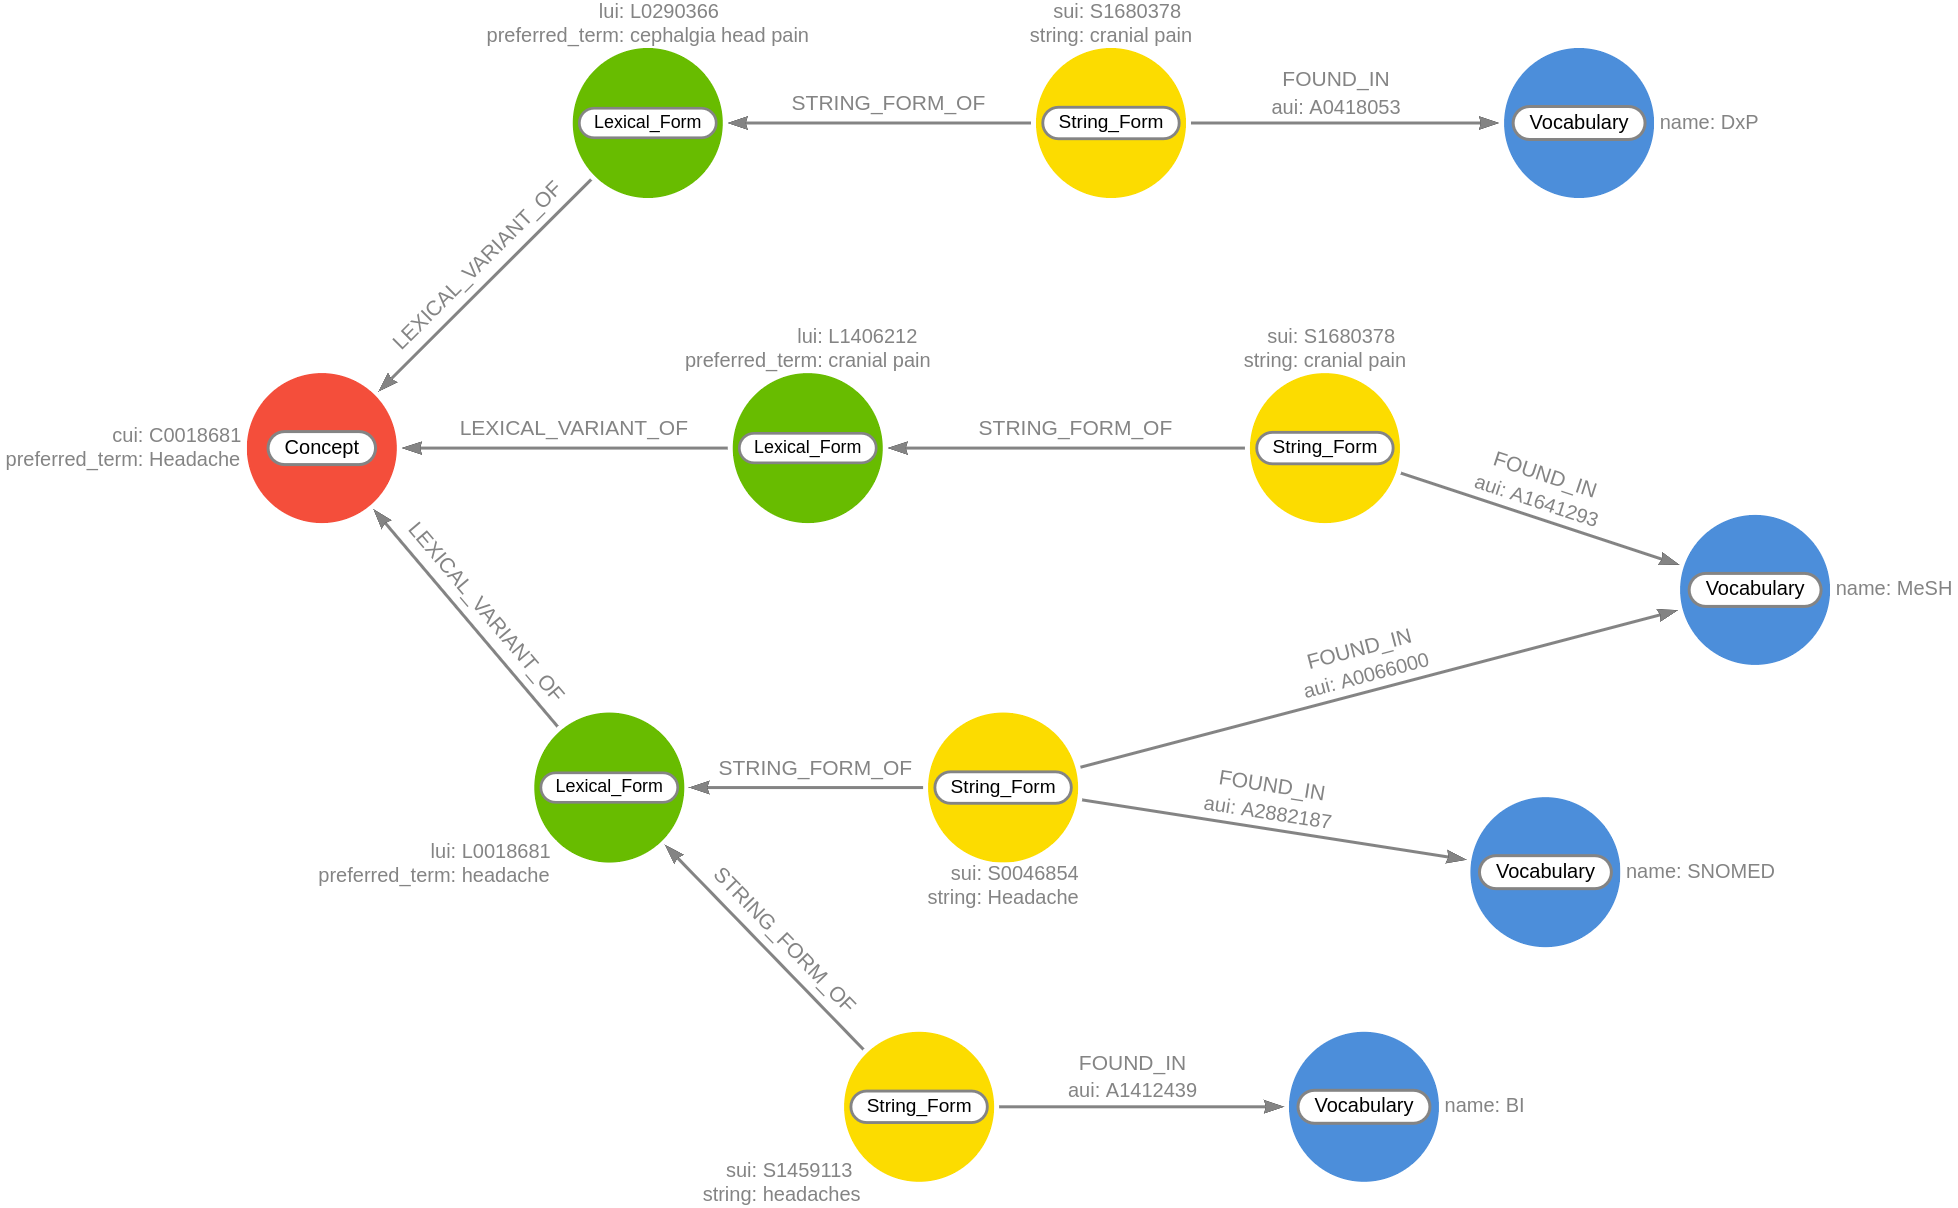 lui: L0290366
preferred_term: cephalgia head pain
Lexical_Form
STRING_FORM_OF
sui: S1680378
string: cranial pain
String_Form
FOUND_IN
aui: A0418053
Vocabulary
name: DxP
LEXICAL_VARIANT_OF
cui: C0018681
preferred_term: Headache
Concept
LEXICAL_VARIANT_OF
lui: L1406212
preferred_term: cranial pain
Lexical_Form
STRING_FORM_OF
sui: S1680378
string: cranial pain
String_Form
FOUND_IN
aui: A1641293
Vocabulary
name: MeSH
LEXICAL_VARIANT_OF
FOUND_IN
aui: A0066000
Lexical_Form
lui: L0018681
preferred_term: headache
STRING_FORM_OF
String_Form
sui: S0046854
string: Headache
FOUND_IN
aui: A2882187
Vocabulary
name: SNOMED
STRING_FORM_OF
String_Form
sui: S1459113
string: headaches
FOUND_IN
aui: A1412439
Vocabulary
name: BI